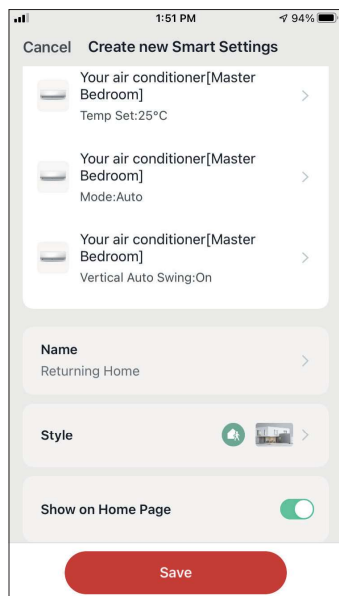 1:51 PM
94%
Cancel
Create new Smart Settings
Your air conditioner[Master
Bedroom]
Temp Set:25°C
Your air conditioner[Master
Bedroom]
Mode:Auto
Your air conditioner[Master
Bedroom]
Vertical Auto Swing:On
Name
Returning Home
Style
Show on Home Page
Save